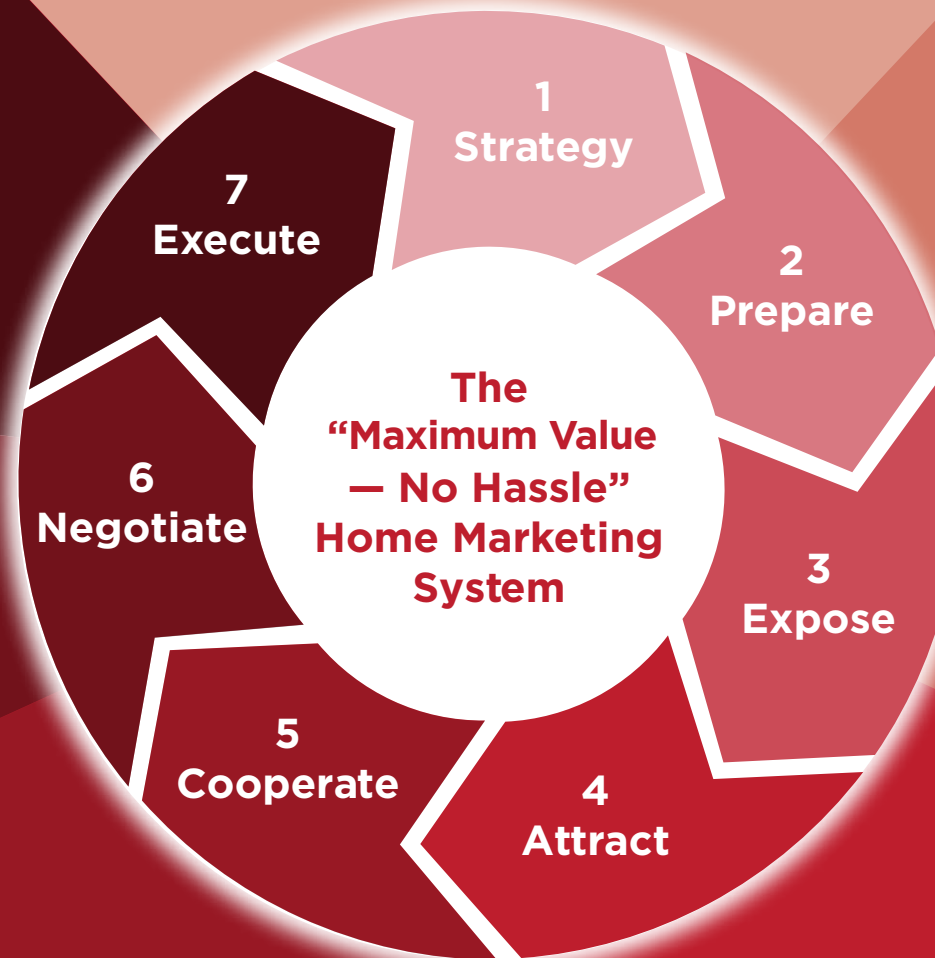 1
Strategy
2
Prepare
3
Expose
4
Attract
5
Cooperate
6
Negotiate
7
Execute
The
“Maximum Value
— No Hassle”
Home Marketing
System